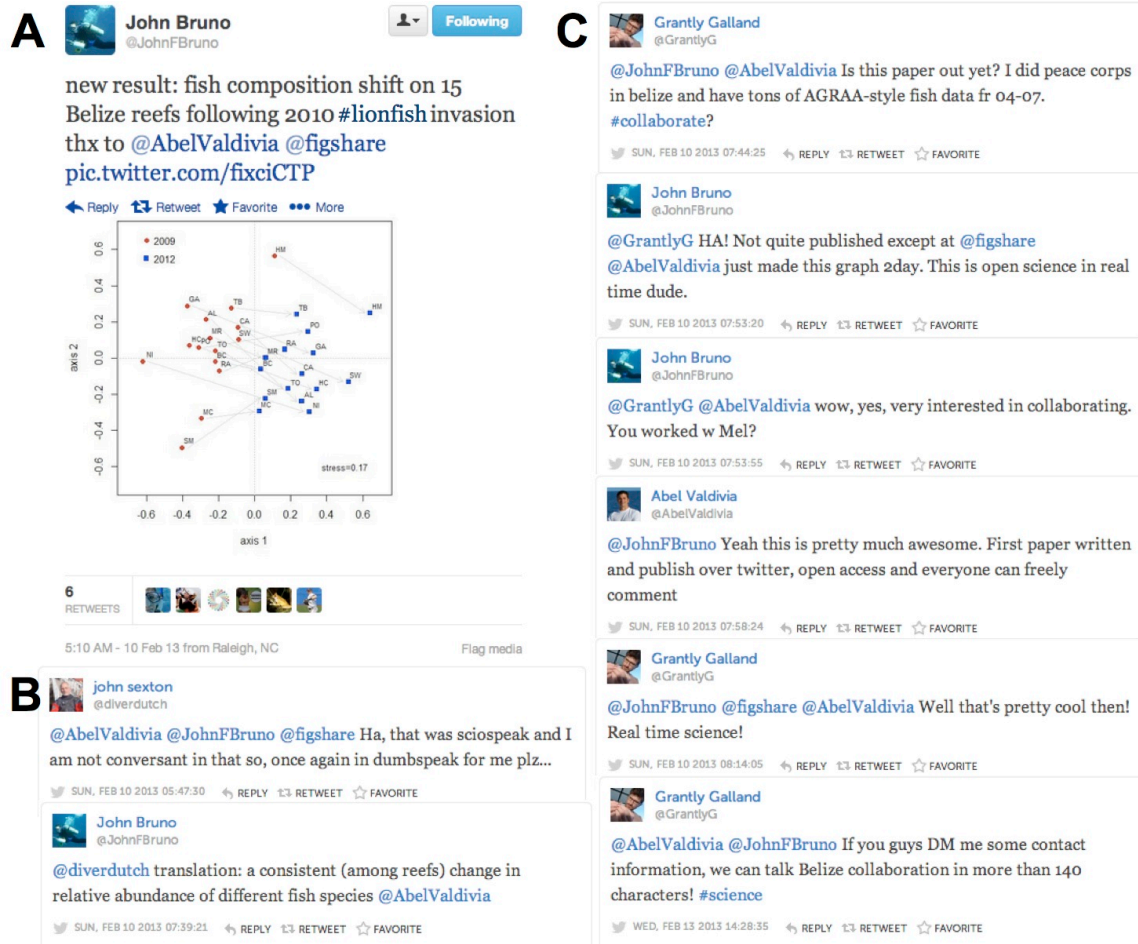 A
John Bruno
@JohnFBruno
Following
new result: fish composition shift on 15
Belize reefs following 2010 #lionfish invasion
thx to @AbelValdivia @figshare
pic.twitter.com/fixciCTP
Reply Retweet Favorite More
2009
2012
HM
HM
GA
AL
TB
TB
CA
PO
MR
SW
HC
PO
TO
RA
GA
NI
BC
RA
MR
BC
CA
SW
TO
HC
SM
AL
MC
MC
NI
SM
stress=0.17
axis 2
0.6
0.4
0.2
0.0
-0.2
-0.4
-0.6
-0.6 -0.4 -0.2 0.0 0.2 0.4 0.6
axis 1
6
RETWEETS
5:10 AM - 10 Feb 13 from Raleigh, NC
Flag media
B
john sexton
@diverdutch
@AbelValdivia @JohnFBruno @figshare Ha, that was sciospeak and I
am not conversant in that so, once again in dumbspeak for me plz...
SUN, FEB 10 2013 05:47:30 REPLY RETWEET FAVORITE
John Bruno
@JohnFBruno
@diverdutch translation: a consistent (among reefs) change in
relative abundance of different fish species @AbelValdivia
SUN, FEB 10 2013 07:39:21 REPLY RETWEET FAVORITE
C
Grantly Galland
@GrantlyG
@JohnFBruno @AbelValdivia Is this paper out yet? I did peace corps
in belize and have tons of AGRAA-style fish data fr 04-07.
#collaborate?
SUN, FEB 10 2013 07:44:25 REPLY RETWEET FAVORITE
John Bruno
@JohnFBruno
@GrantlyG HA! Not quite published except at @figshare
@AbelValdivia just made this graph 2day. This is open science in real
time dude.
SUN, FEB 10 2013 07:53:20 REPLY RETWEET FAVORITE
John Bruno
@JohnFBruno
@GrantlyG @AbelValdivia wow, yes, very interested in collaborating.
You worked w Mel?
SUN, FEB 10 2013 07:53:55 REPLY RETWEET FAVORITE
Abel Valdivia
@AbelValdivia
@JohnFBruno Yeah this is pretty much awesome. First paper written
and publish over twitter, open access and everyone can freely
comment
SUN, FEB 10 2013 07:58:24 REPLY RETWEET FAVORITE
Grantly Galland
@GrantlyG
@JohnFBruno @figshare @AbelValdivia Well that's pretty cool then!
Real time science!
SUN, FEB 10 2013 08:14:05 REPLY RETWEET FAVORITE
Grantly Galland
@GrantlyG
@AbelValdivia @JohnFBruno If you guys DM me some contact
information, we can talk Belize collaboration in more than 140
characters! #science
WED, FEB 13 2013 14:28:35 REPLY RETWEET FAVORITE